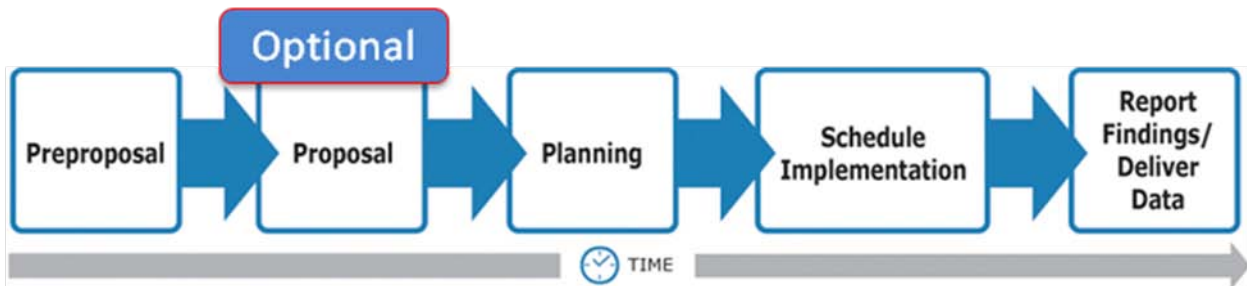 Optional
Preproposal
Proposal
Planning
Schedule
Implementation
Report
Findings/
Deliver
Data
TIME